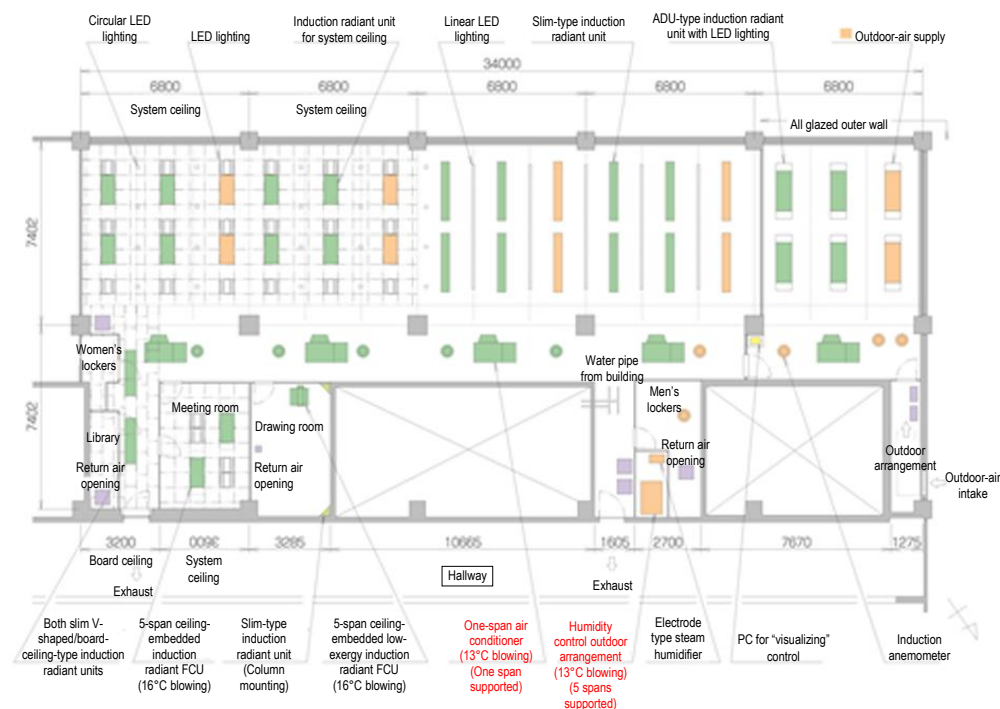 Circular LED
lighting
LED lighting
Induction radiant unit
for system ceiling
Linear LED
lighting
Slim-type induction
radiant unit
ADU-type induction radiant
unit with LED lighting
Outdoor-air supply
34000
6800
6800
6800
6800
6800
System ceiling
System ceiling
All glazed outer wall
7402
7402
Women's
lockers
Library
Return air
opening
Meeting room
Drawing room
Return air
opening
Water pipe
from building
Men's
lockers
Return air
opening
Outdoor
arrangement
Outdoor-air
intake
3200
0096
3285
10665
1605
2700
7670
1275
Board ceiling
System
ceiling
Exhaust
Hallway
Exhaust
Both slim V-
shaped/board-
ceiling-type induction
radiant units
5-span ceiling-
embedded
induction
radiant FCU
(16°C blowing)
Slim-type
induction
radiant unit
(Column
mounting)
5-span ceiling-
embedded low-
exergy induction
radiant FCU
(16°C blowing)
One-span air
conditioner
(13°C blowing)
(One span
supported)
Humidity
control outdoor
arrangement
(13°C blowing)
(5 spans
supported)
Electrode
type steam
humidifier
PC for "visualizing"
control
Induction
anemometer